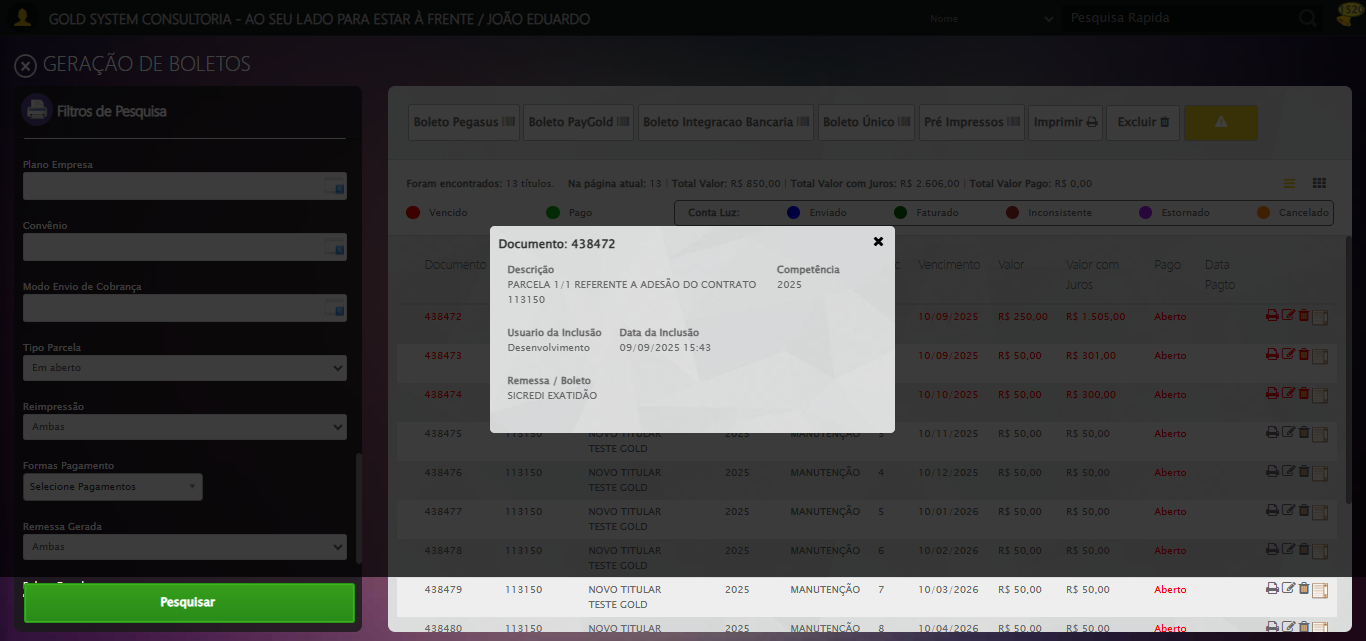 GOLD SYSTEM CONSULTORIA - AO SEU LADO PARA ESTAR À FRENTE / JOÃO EDUARDO
Nome
Pesquisa Rapida
GERAÇÃO DE BOLETOS
Filtros de Pesquisa
Plano Empresa
Convênio
Modo Envio de Cobrança
Tipo Parcela
Em aberto
Reimpressão
Ambas
Formas Pagamento
Selecione Pagamentos
Remessa Gerada
Ambas
Pesquisar
Boleto Pegasus
Boleto PayGold
Boleto Integracao Bancaria
Boleto Único
Pré Impressos
Imprimir
Excluir
Foram encontrados: 13 títulos. Na página atual: 13 | Total Valor: R$ 850,00 | Total Valor com Juros: R$ 2.606,00 | Total Valor Pago: R$ 0,00
Vencido
Pago
Conta Luz:
Enviado
Faturado
Inconsistente
Estornado
Cancelado
Documento: 438472
Descrição
PARCELA 1/1 REFERENTE A ADESÃO DO CONTRATO
113150
Competência
2025
Usuario da Inclusão
Desenvolvimento
Data da Inclusão
09/09/2025 15:43
Remessa / Boleto
SICREDI EXATIDÃO
Documento Vencimento Valor Valor com Pago Data
Juros Pagto
438472 10/09/2025 R$ 250,00 R$ 1.505,00 Aberto
438473 10/09/2025 R$ 50,00 R$ 301,00 Aberto
438474 10/10/2025 R$ 50,00 R$ 300,00 Aberto
438475 113150 NOVO TITULAR 2025 MANUTENÇÃO 3 10/11/2025 R$ 50,00 R$ 50,00 Aberto
TESTE GOLD
438476 113150 NOVO TITULAR 2025 MANUTENÇÃO 4 10/12/2025 R$ 50,00 R$ 50,00 Aberto
TESTE GOLD
438477 113150 NOVO TITULAR 2025 MANUTENÇÃO 5 10/01/2026 R$ 50,00 R$ 50,00 Aberto
TESTE GOLD
438478 113150 NOVO TITULAR 2025 MANUTENÇÃO 6 10/02/2026 R$ 50,00 R$ 50,00 Aberto
TESTE GOLD
438479 113150 NOVO TITULAR 2025 MANUTENÇÃO 7 10/03/2026 R$ 50,00 R$ 50,00 Aberto
TESTE GOLD
438480 113150 NOVO TITULAR 2025 MANUTENÇÃO 8 10/04/2026 R$ 50,00 R$ 50,00 Aberto